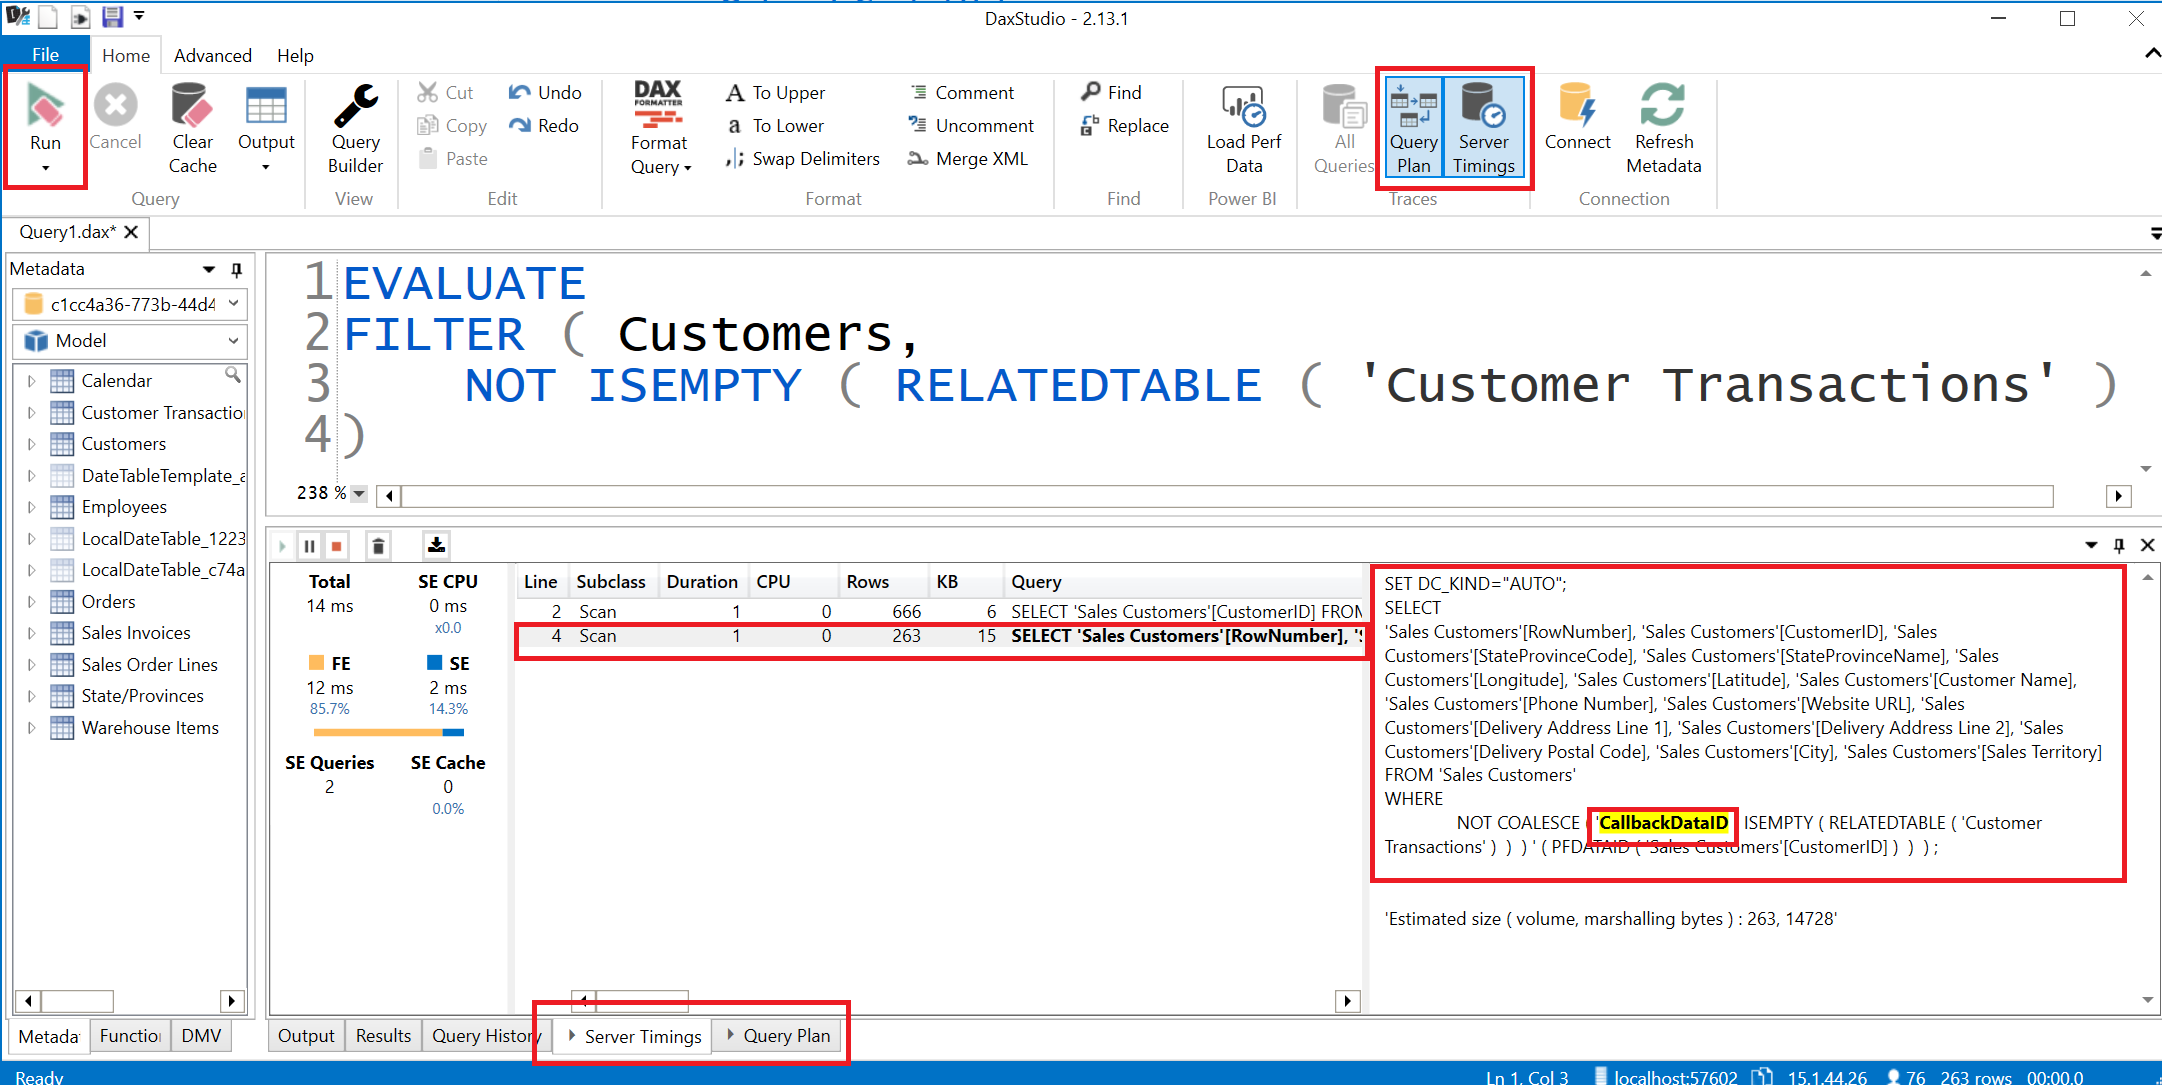 DaxStudio - 2.13.1
File Home Advanced Help
Run
Cancel
Clear Cache
Output
Query
Query Builder
View
Cut Undo
Copy Redo
Paste
Edit
DAX FORMATTER
Format Query
A To Upper
a To Lower
Swap Delimiters
Comment
Uncomment
Merge XML
Format
Find
Replace
Find
Load Perf Data
Power BI
All Queries
Query Plan
Server Timings
Traces
Connect
Refresh Metadata
Connection
Query1.dax*
Metadata
c1cc4a36-773b-44d4
Model
Calendar
Customer Transaction
Customers
DateTableTemplate_a
Employees
LocalDateTable_1223
LocalDateTable_c74a
Orders
Sales Invoices
Sales Order Lines
State/Provinces
Warehouse Items
Metada Function DMV
1 EVALUATE
2 FILTER ( Customers,
3 NOT ISEMPTY ( RELATEDTABLE ( 'Customer Transactions' )
4 )
238 %
Total SE CPU
14 ms 0 ms
x0.0
FE SE
12 ms 2 ms
85.7% 14.3%
SE Queries SE Cache
2 0
0.0%
Line Subclass Duration CPU Rows KB Query
2 Scan 1 0 666 6 SELECT 'Sales Customers'[CustomerID] FROM
4 Scan 1 0 263 15 SELECT 'Sales Customers'[RowNumber], 'S
SET DC_KIND="AUTO";
SELECT
'Sales Customers'[RowNumber], 'Sales Customers'[CustomerID], 'Sales
Customers'[StateProvinceCode], 'Sales Customers'[StateProvinceName], 'Sales
Customers'[Longitude], 'Sales Customers'[Latitude], 'Sales Customers'[Customer Name],
'Sales Customers'[Phone Number], 'Sales Customers'[Website URL], 'Sales
Customers'[Delivery Address Line 1], 'Sales Customers'[Delivery Address Line 2], 'Sales
Customers'[Delivery Postal Code], 'Sales Customers'[City], 'Sales Customers'[Sales Territory]
FROM 'Sales Customers'
WHERE
NOT COALESCE ( 'CallbackDataID ISEMPTY ( RELATEDTABLE ( 'Customer
Transactions' ) ) ) ' ( PFDATAID ( 'Sales Customers'[CustomerID] ) ) ) ;
'Estimated size ( volume, marshalling bytes ) : 263, 14728'
Output Results Query History Server Timings Query Plan
Ready
Ln 1, Col 3 localhost:57602 15.1.44.26 76 263 rows 00:00.0